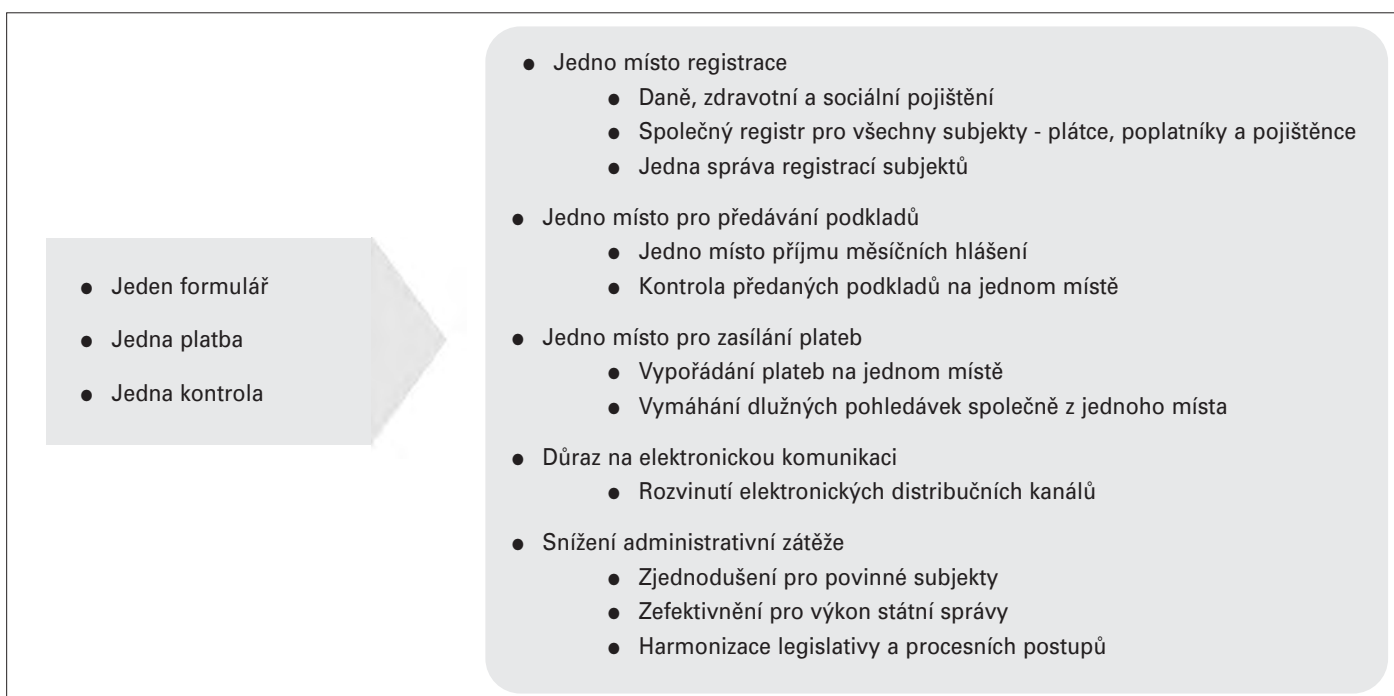 ● Jeden formulář
● Jedna platba
● Jedna kontrola
● Jedno místo registrace
● Daně, zdravotní a sociální pojištění
● Společný registr pro všechny subjekty - plátce, poplatníky a pojištěnce
● Jedna správa registrací subjektů
● Jedno místo pro předávání podkladů
● Jedno místo příjmu měsíčních hlášení
● Kontrola předaných podkladů na jednom místě
● Jedno místo pro zasílání plateb
● Vypořádání plateb na jednom místě
● Vymáhání dlužných pohledávek společně z jednoho místa
● Důraz na elektronickou komunikaci
● Rozvinutí elektronických distribučních kanálů
● Snížení administrativní zátěže
● Zjednodušení pro povinné subjekty
● Zefektivnění pro výkon státní správy
● Harmonizace legislativy a procesních postupů